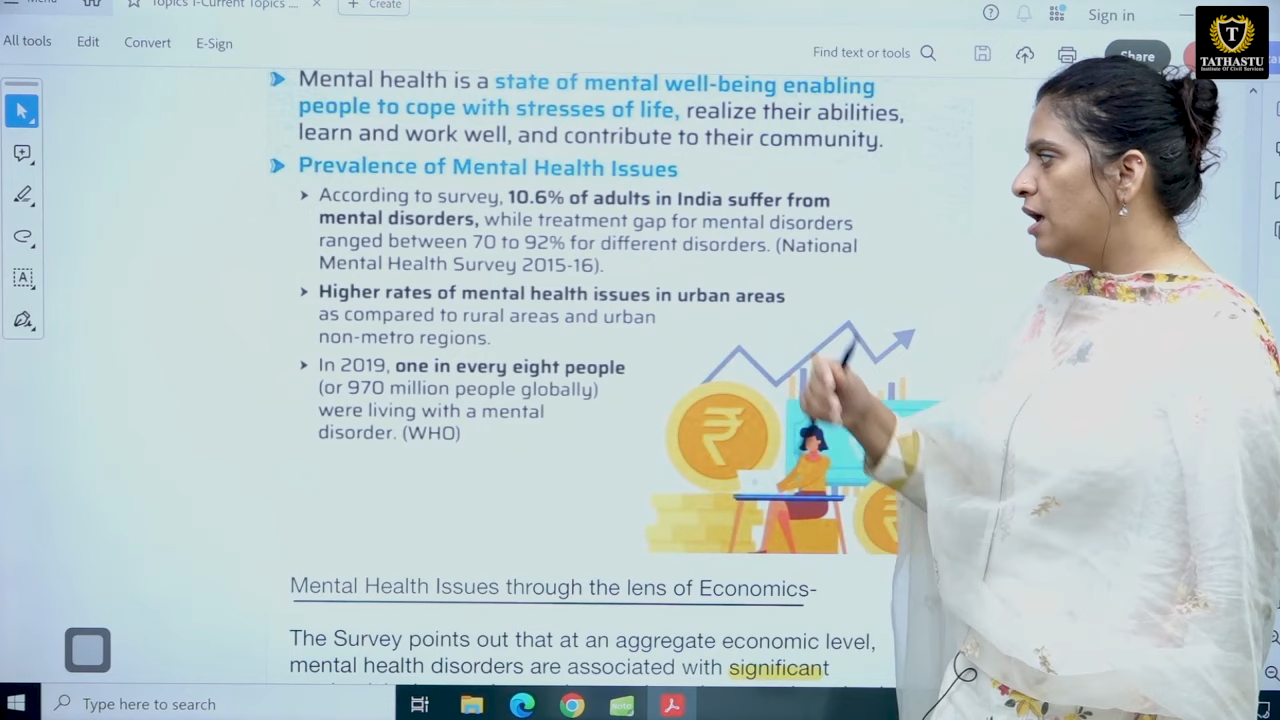 Menu
Topics 1-Current Topics ...
Create
Sign in
All tools
Edit
Convert
E-Sign
Find text or tools
Share
T
TATHASTU
Institute Of Civil Services
Mental health is a state of mental well-being enabling
people to cope with stresses of life, realize their abilities,
learn and work well, and contribute to their community.
Prevalence of Mental Health Issues
According to survey, 10.6% of adults in India suffer from
mental disorders, while treatment gap for mental disorders
ranged between 70 to 92% for different disorders. (National
Mental Health Survey 2015-16).
Higher rates of mental health issues in urban areas
as compared to rural areas and urban
non-metro regions.
In 2019, one in every eight people
(or 970 million people globally)
were living with a mental
disorder. (WHO)
₹
Mental Health Issues through the lens of Economics-
The Survey points out that at an aggregate economic level,
mental health disorders are associated with significant
Type here to search